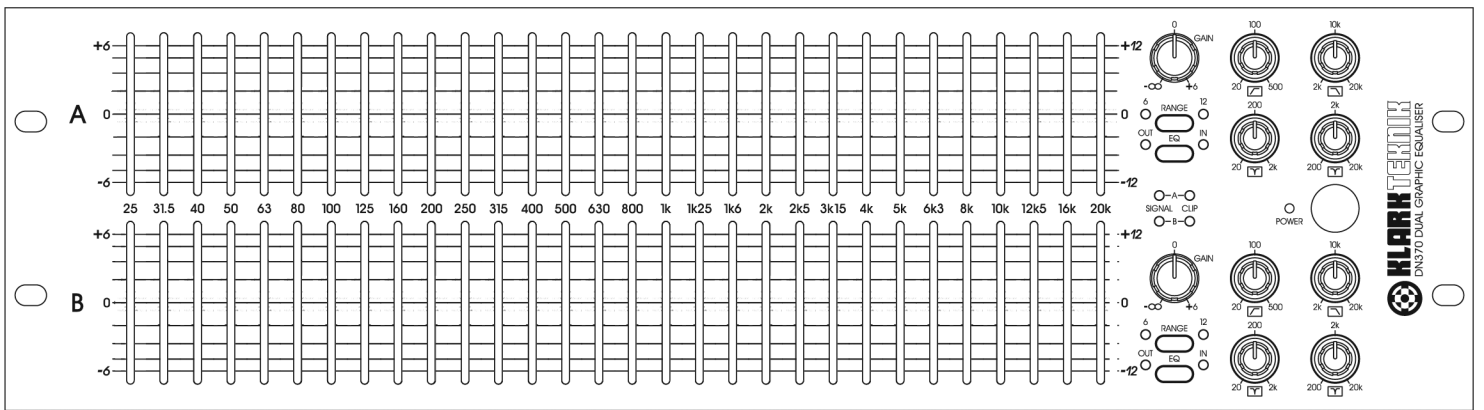 A
+6
0
-6
+12
0
-12
25 31.5 40 50 63 80 100 125 160 200 250 315 400 500 630 800 1k 1k25 1k6 2k 2k5 3k15 4k 5k 6k3 8k 10k 12k5 16k 20k
B
+6
0
-6
+12
0
-12
0
GAIN
-∞ +6
6 RANGE 12
OUT EQ IN
100
20 500
10k
2k 20k
200
20 2k
2k
200 20k
A
SIGNAL CLIP
B
POWER
0
GAIN
-∞ +6
6 RANGE 12
OUT EQ IN
100
20 500
10k
2k 20k
200
20 2k
2k
200 20k
KLARK TEKNIK
DN370 DUAL GRAPHIC EQUALISER